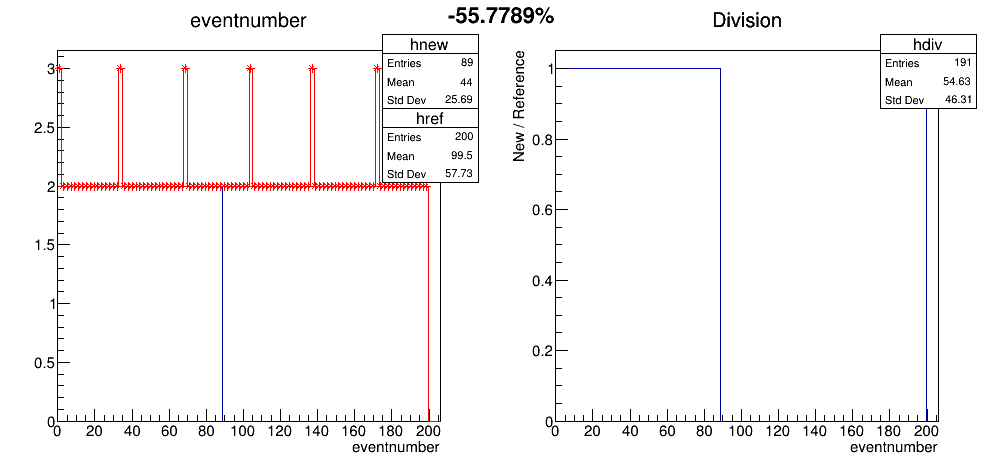 -55.7789%
eventnumber
hnew
Entries 89
Mean 44
Std Dev 25.69
href
Entries 200
Mean 99.5
Std Dev 57.73
3
2.5
2
1.5
1
0.5
0
0 20 40 60 80 100 120 140 160 180 200
eventnumber
Division
hdiv
Entries 191
Mean 54.63
Std Dev 46.31
New / Reference
1
0.8
0.6
0.4
0.2
0
0 20 40 60 80 100 120 140 160 180 200
eventnumber